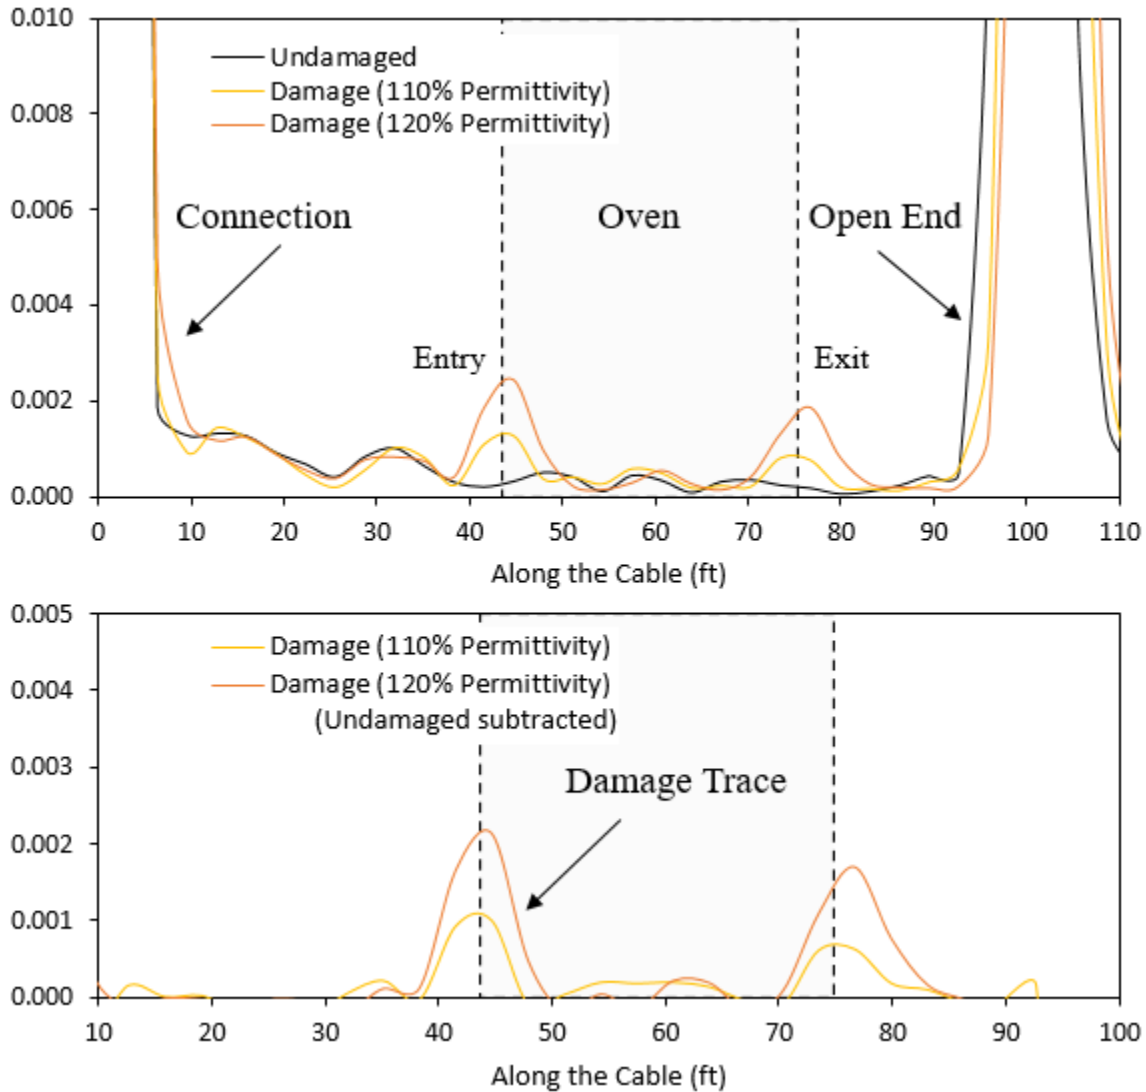 0.010
0.008
0.006
0.004
0.002
0.000
Undamaged
Damage (110% Permittivity)
Damage (120% Permittivity)
Connection
Oven
Open End
Entry
Exit
0 10 20 30 40 50 60 70 80 90 100 110
Along the Cable (ft)
0.005
0.004
0.003
0.002
0.001
0.000
Damage (110% Permittivity)
Damage (120% Permittivity)
(Undamaged subtracted)
Damage Trace
10 20 30 40 50 60 70 80 90 100
Along the Cable (ft)